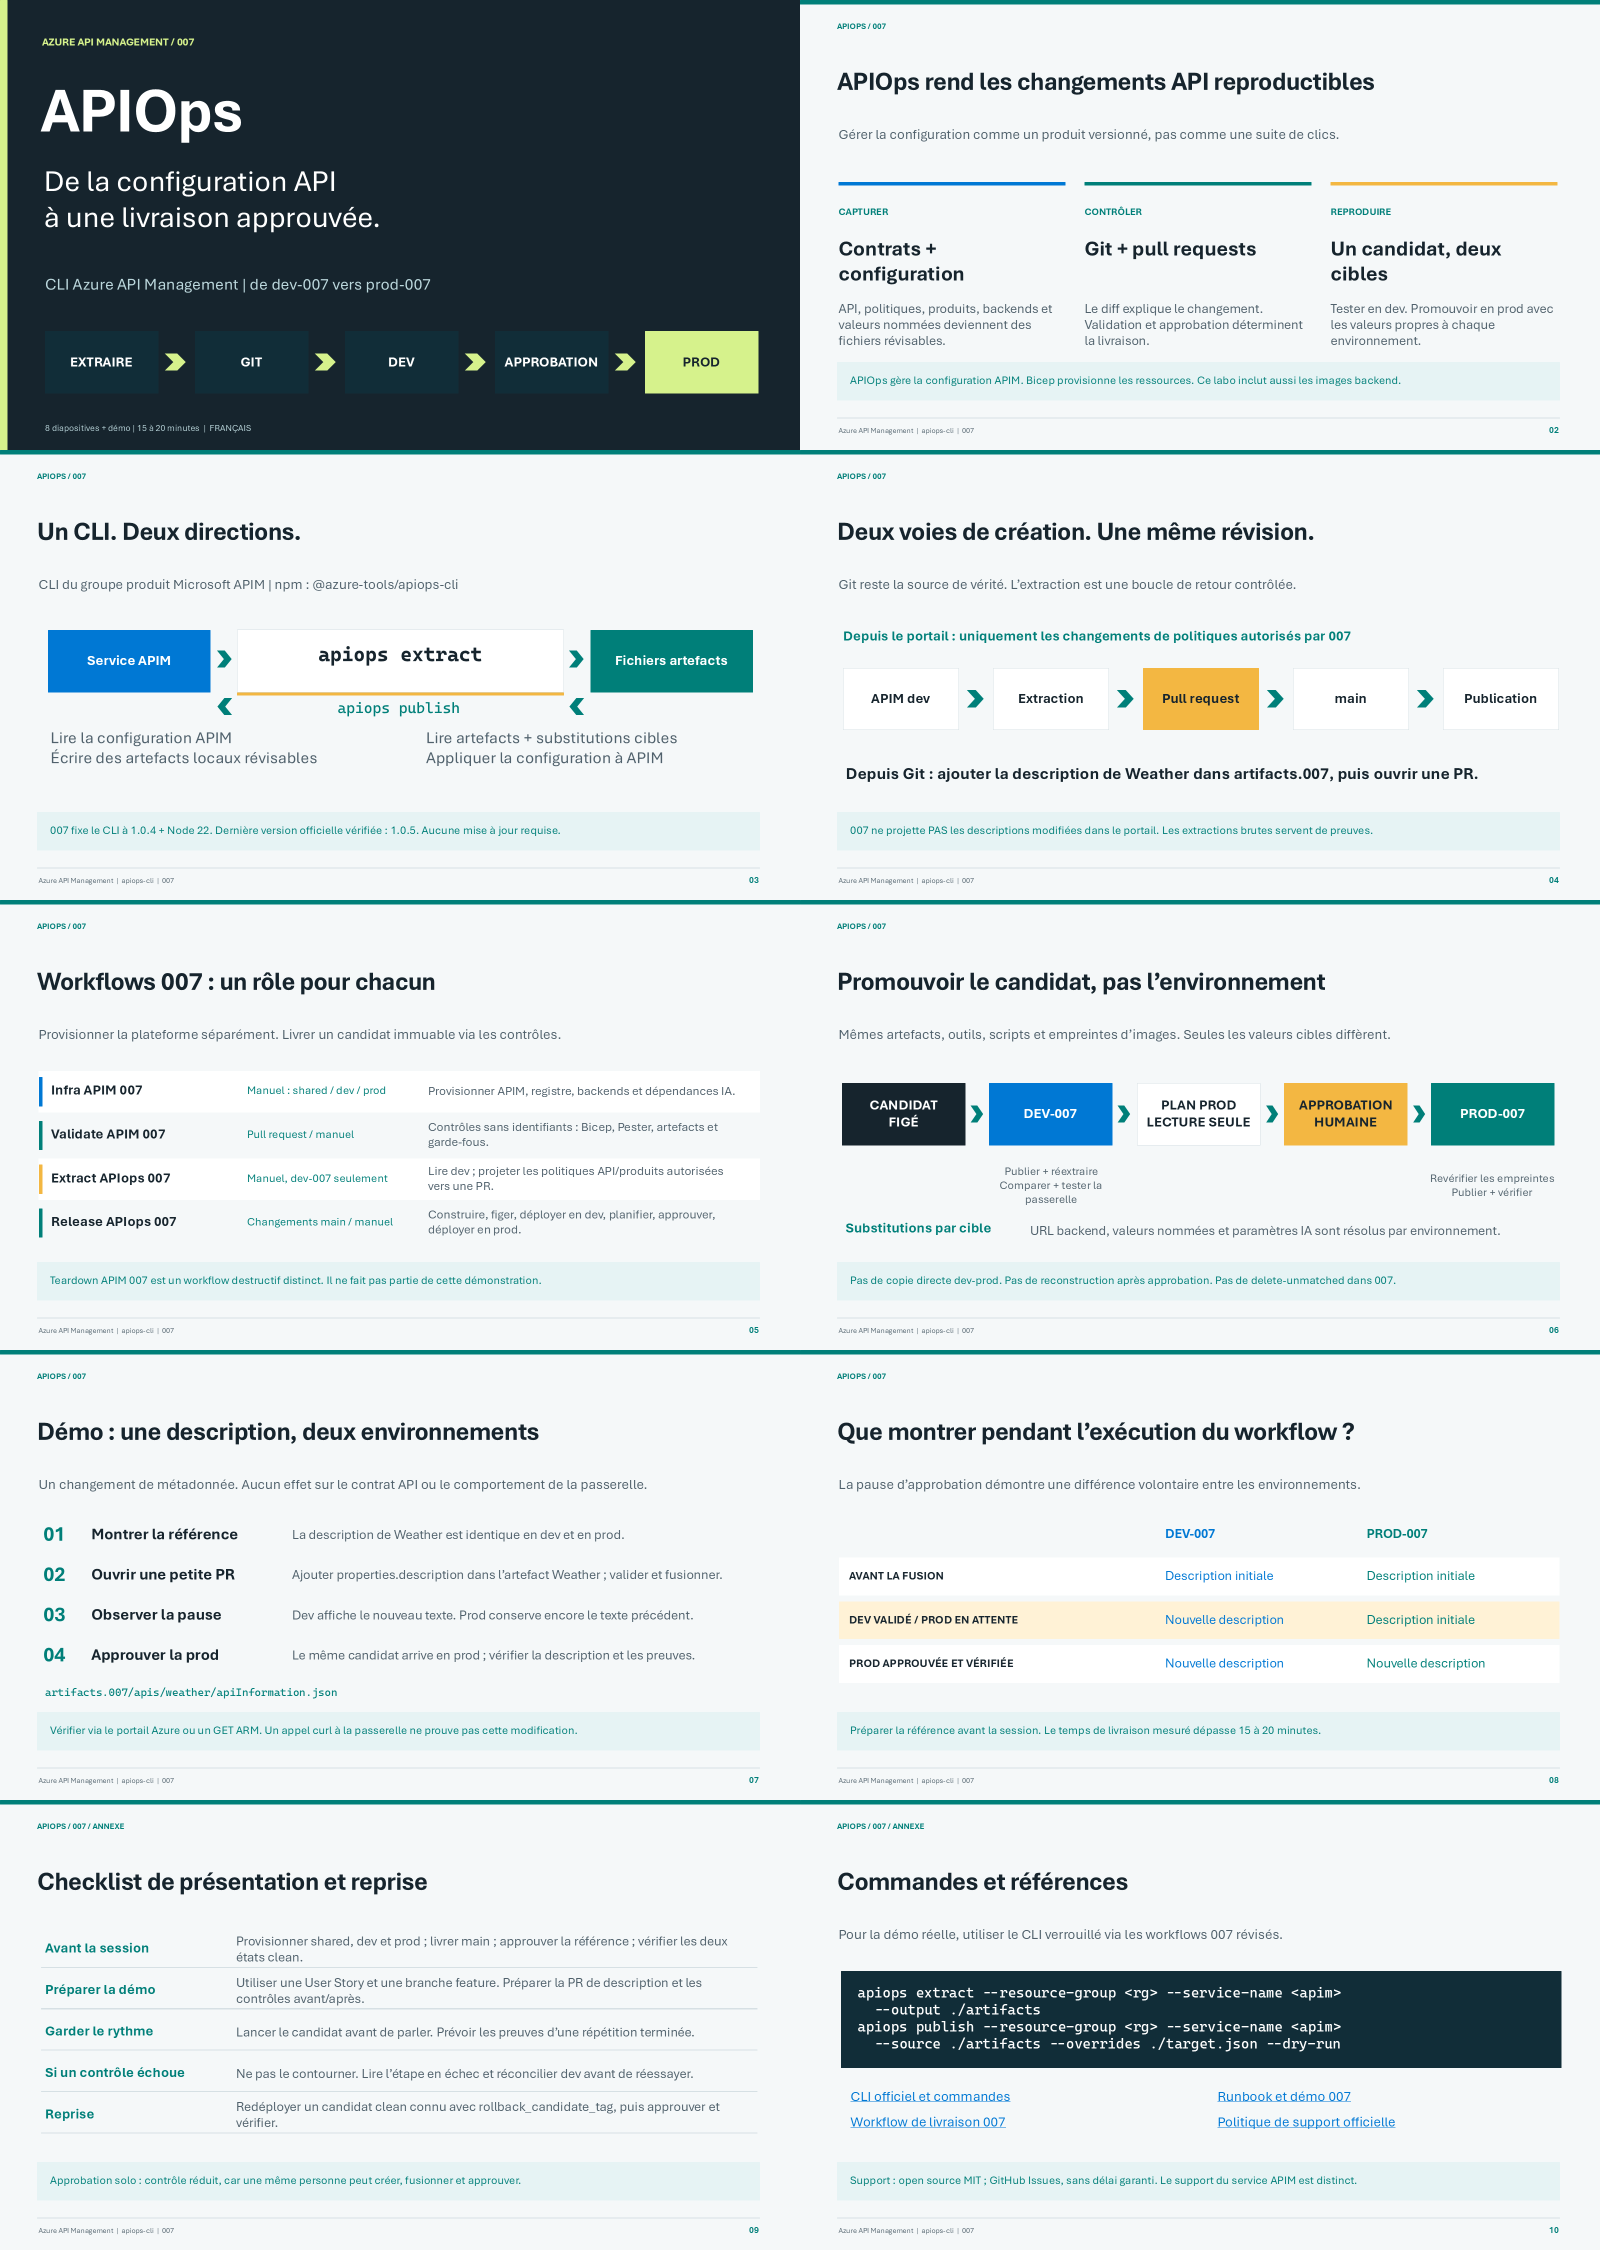 AZURE API MANAGEMENT / 007
APIOps
De la configuration API
à une livraison approuvée.
CLI Azure API Management | de dev-007 vers prod-007
EXTRAIRE
GIT
DEV
APPROBATION
PROD
8 diapositives + démo | 15 à 20 minutes | FRANÇAIS
APIOPS / 007
APIOps rend les changements API reproductibles
Gérer la configuration comme un produit versionné, pas comme une suite de clics.
CAPTURER
Contrats +
configuration
API, politiques, produits, backends et
valeurs nommées deviennent des
fichiers révisables.
CONTRÔLER
Git + pull requests
Le diff explique le changement.
Validation et approbation déterminent
la livraison.
REPRODUIRE
Un candidat, deux
cibles
Tester en dev. Promouvoir en prod avec
les valeurs propres à chaque
environnement.
APIOps gère la configuration APIM. Bicep provisionne les ressources. Ce labo inclut aussi les images backend.
Azure API Management | apiops-cli | 007
02
APIOPS / 007
Un CLI. Deux directions.
CLI du groupe produit Microsoft APIM | npm : @azure-tools/apiops-cli
Service APIM
apiops extract
Fichiers artefacts
apiops publish
Lire la configuration APIM
Écrire des artefacts locaux révisables
Lire artefacts + substitutions cibles
Appliquer la configuration à APIM
007 fixe le CLI à 1.0.4 + Node 22. Dernière version officielle vérifiée : 1.0.5. Aucune mise à jour requise.
Azure API Management | apiops-cli | 007
03
APIOPS / 007
Deux voies de création. Une même révision.
Git reste la source de vérité. L’extraction est une boucle de retour contrôlée.
Depuis le portail : uniquement les changements de politiques autorisés par 007
APIM dev
Extraction
Pull request
main
Publication
Depuis Git : ajouter la description de Weather dans artifacts.007, puis ouvrir une PR.
007 ne projette PAS les descriptions modifiées dans le portail. Les extractions brutes servent de preuves.
Azure API Management | apiops-cli | 007
04
APIOPS / 007
Workflows 007 : un rôle pour chacun
Provisionner la plateforme séparément. Livrer un candidat immuable via les contrôles.
Infra APIM 007
Manuel : shared / dev / prod
Provisionner APIM, registre, backends et dépendances IA.
Validate APIM 007
Pull request / manuel
Contrôles sans identifiants : Bicep, Pester, artefacts et
garde-fous.
Extract APIops 007
Manuel, dev-007 seulement
Lire dev ; projeter les politiques API/produits autorisées
vers une PR.
Release APIops 007
Changements main / manuel
Construire, figer, déployer en dev, planifier, approuver,
déployer en prod.
Teardown APIM 007 est un workflow destructif distinct. Il ne fait pas partie de cette démonstration.
Azure API Management | apiops-cli | 007
05
APIOPS / 007
Promouvoir le candidat, pas l’environnement
Mêmes artefacts, outils, scripts et empreintes d’images. Seules les valeurs cibles diffèrent.
CANDIDAT
FIGÉ
DEV-007
PLAN PROD
LECTURE SEULE
APPROBATION
HUMAINE
PROD-007
Publier + réextraire
Comparer + tester la
passerelle
Revérifier les empreintes
Publier + vérifier
Substitutions par cible
URL backend, valeurs nommées et paramètres IA sont résolus par environnement.
Pas de copie directe dev-prod. Pas de reconstruction après approbation. Pas de delete-unmatched dans 007.
Azure API Management | apiops-cli | 007
06
APIOPS / 007
Démo : une description, deux environnements
Un changement de métadonnée. Aucun effet sur le contrat API ou le comportement de la passerelle.
01
Montrer la référence
La description de Weather est identique en dev et en prod.
02
Ouvrir une petite PR
Ajouter properties.description dans l’artefact Weather ; valider et fusionner.
03
Observer la pause
Dev affiche le nouveau texte. Prod conserve encore le texte précédent.
04
Approuver la prod
Le même candidat arrive en prod ; vérifier la description et les preuves.
artifacts.007/apis/weather/apiInformation.json
Vérifier via le portail Azure ou un GET ARM. Un appel curl à la passerelle ne prouve pas cette modification.
Azure API Management | apiops-cli | 007
07
APIOPS / 007
Que montrer pendant l’exécution du workflow ?
La pause d’approbation démontre une différence volontaire entre les environnements.
DEV-007
PROD-007
AVANT LA FUSION
Description initiale
Description initiale
DEV VALIDÉ / PROD EN ATTENTE
Nouvelle description
Description initiale
PROD APPROUVÉE ET VÉRIFIÉE
Nouvelle description
Nouvelle description
Préparer la référence avant la session. Le temps de livraison mesuré dépasse 15 à 20 minutes.
Azure API Management | apiops-cli | 007
08
APIOPS / 007 / ANNEXE
Checklist de présentation et reprise
Avant la session
Provisionner shared, dev et prod ; livrer main ; approuver la référence ; vérifier les deux
états clean.
Préparer la démo
Utiliser une User Story et une branche feature. Préparer la PR de description et les
contrôles avant/après.
Garder le rythme
Lancer le candidat avant de parler. Prévoir les preuves d’une répétition terminée.
Si un contrôle échoue
Ne pas le contourner. Lire l’étape en échec et réconcilier dev avant de réessayer.
Reprise
Redéployer un candidat clean connu avec rollback_candidate_tag, puis approuver et
vérifier.
Approbation solo : contrôle réduit, car une même personne peut créer, fusionner et approuver.
Azure API Management | apiops-cli | 007
09
APIOPS / 007 / ANNEXE
Commandes et références
Pour la démo réelle, utiliser le CLI verrouillé via les workflows 007 révisés.
apiops extract --resource-group <rg> --service-name <apim>
--output ./artifacts
apiops publish --resource-group <rg> --service-name <apim>
--source ./artifacts --overrides ./target.json --dry-run
CLI officiel et commandes
Runbook et démo 007
Workflow de livraison 007
Politique de support officielle
Support : open source MIT ; GitHub Issues, sans délai garanti. Le support du service APIM est distinct.
Azure API Management | apiops-cli | 007
10